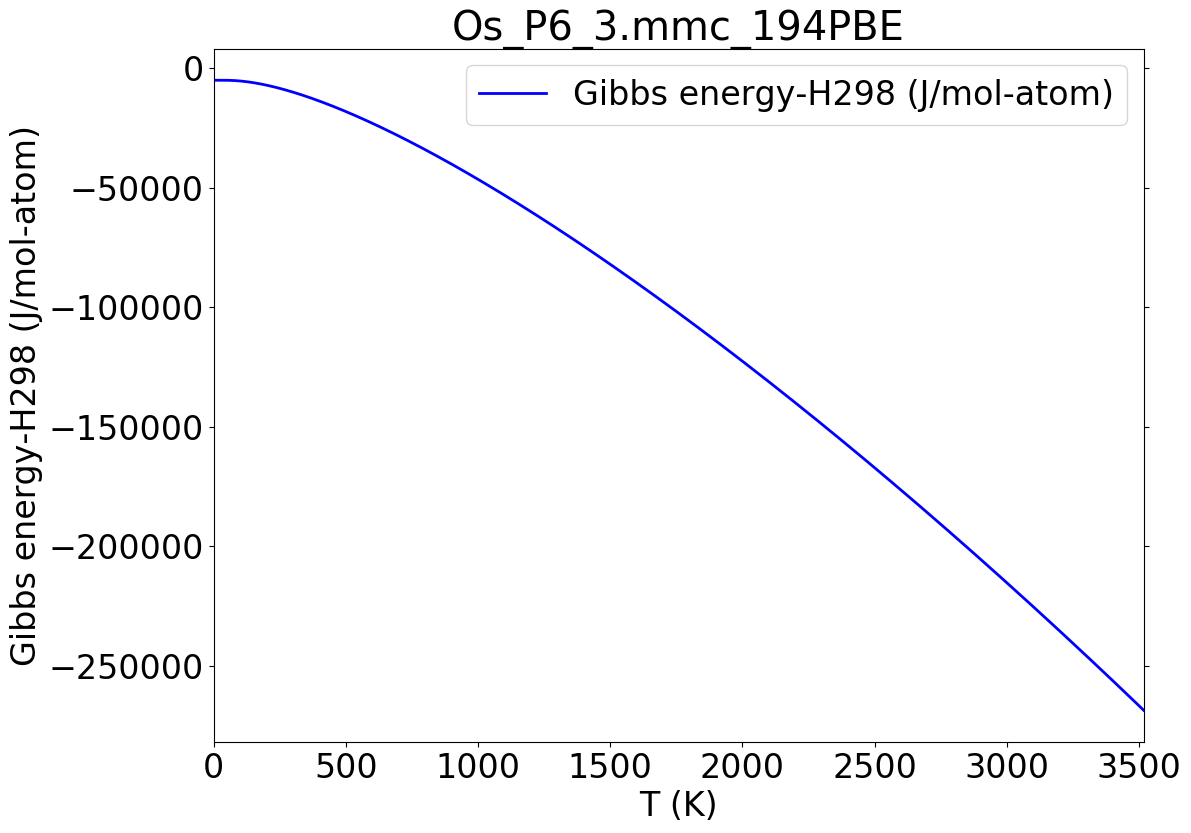 Os_P6_3.mmc_194PBE
Gibbs energy-H298 (J/mol-atom)
Gibbs energy-H298 (J/mol-atom)
0
−50000
−100000
−150000
−200000
−250000
0 500 1000 1500 2000 2500 3000 3500
T (K)